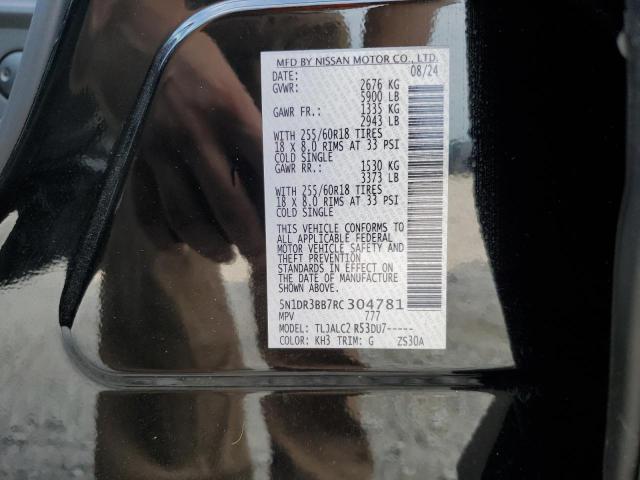 MFD BY NISSAN MOTOR CO., LTD.
DATE: 08/24
GVWR: 2676 KG
5900 LB
GAWR FR.: 1335 KG
2943 LB
WITH 255/60R18 TIRES
18 X 8.0 RIMS AT 33 PSI
COLD SINGLE
GAWR RR.: 1530 KG
3373 LB
WITH 255/60R18 TIRES
18 X 8.0 RIMS AT 33 PSI
COLD SINGLE
THIS VEHICLE CONFORMS TO
ALL APPLICABLE FEDERAL
MOTOR VEHICLE SAFETY AND
THEFT PREVENTION
STANDARDS IN EFFECT ON
THE DATE OF MANUFACTURE
SHOWN ABOVE.
5N1DR3BB7RC304781
MPV 777
MODEL: TLJALC2 R53DU7-----
COLOR: KH3 TRIM: G ZS30A